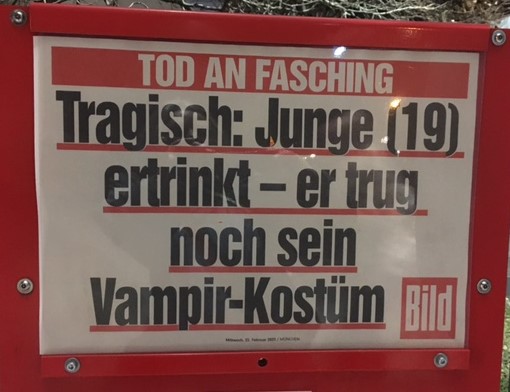 TOD AN FASCHING
Tragisch: Junge (19)
ertrinkt – er trug
noch sein
Vampir-Kostüm
Bild